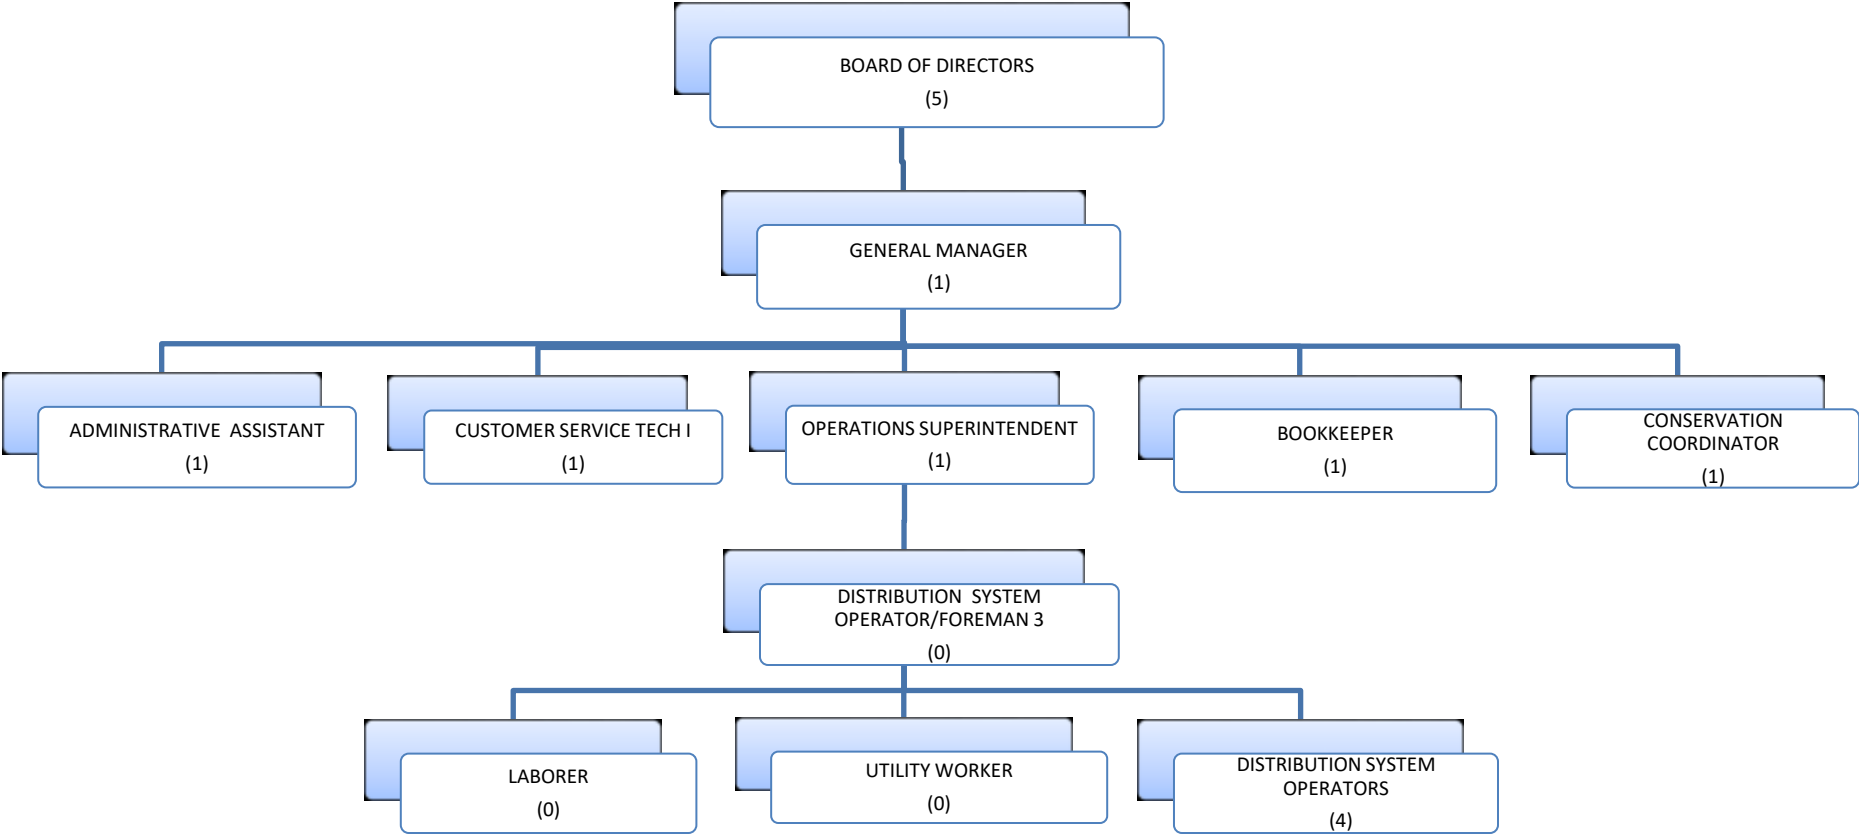 BOARD OF DIRECTORS
(5)
GENERAL MANAGER
(1)
ADMINISTRATIVE ASSISTANT
(1)
CUSTOMER SERVICE TECH I
(1)
OPERATIONS SUPERINTENDENT
(1)
BOOKKEEPER
(1)
CONSERVATION
COORDINATOR
(1)
DISTRIBUTION SYSTEM
OPERATOR/FOREMAN 3
(0)
LABORER
(0)
UTILITY WORKER
(0)
DISTRIBUTION SYSTEM
OPERATORS
(4)